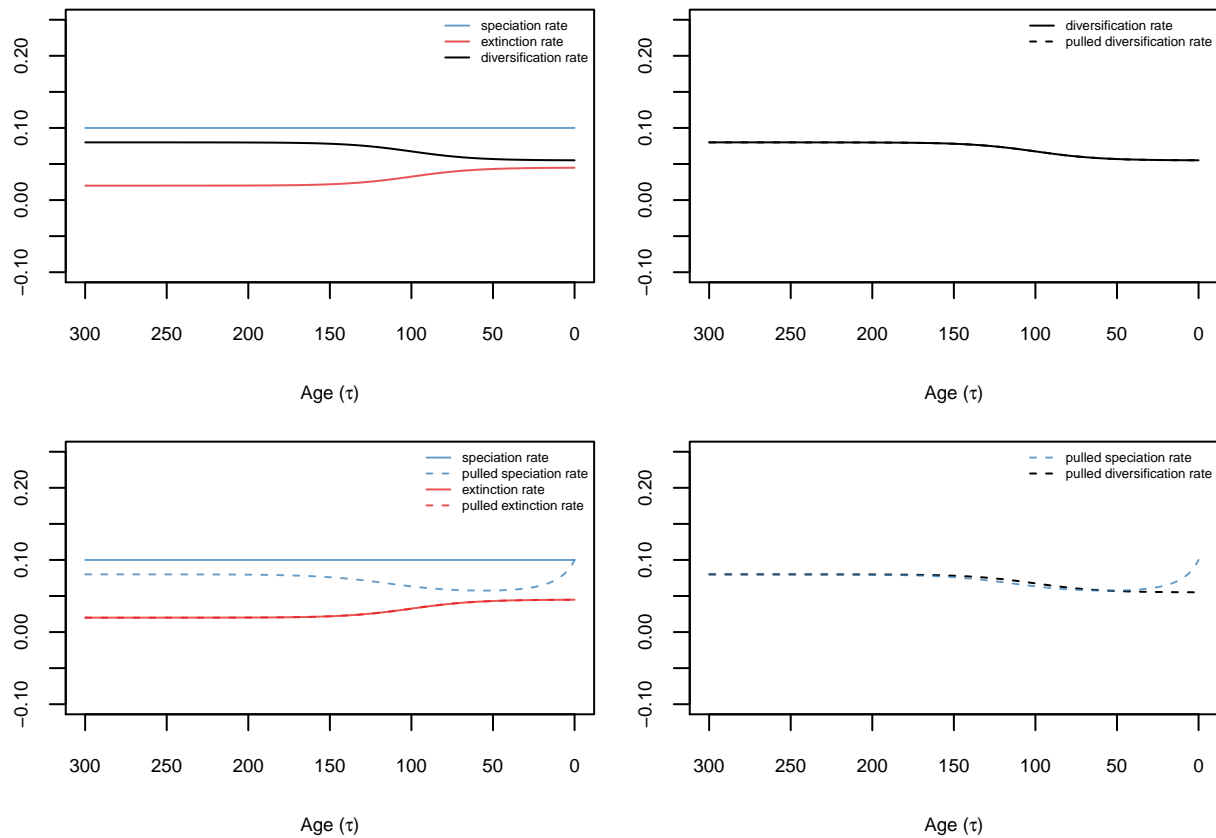 speciation rate
extinction rate
diversification rate
0.20
0.10
0.00
−0.10
300 250 200 150 100 50 0
Age (τ)
diversification rate
pulled diversification rate
0.20
0.10
0.00
−0.10
300 250 200 150 100 50 0
Age (τ)
speciation rate
pulled speciation rate
extinction rate
pulled extinction rate
0.20
0.10
0.00
−0.10
300 250 200 150 100 50 0
Age (τ)
pulled speciation rate
pulled diversification rate
0.20
0.10
0.00
−0.10
300 250 200 150 100 50 0
Age (τ)